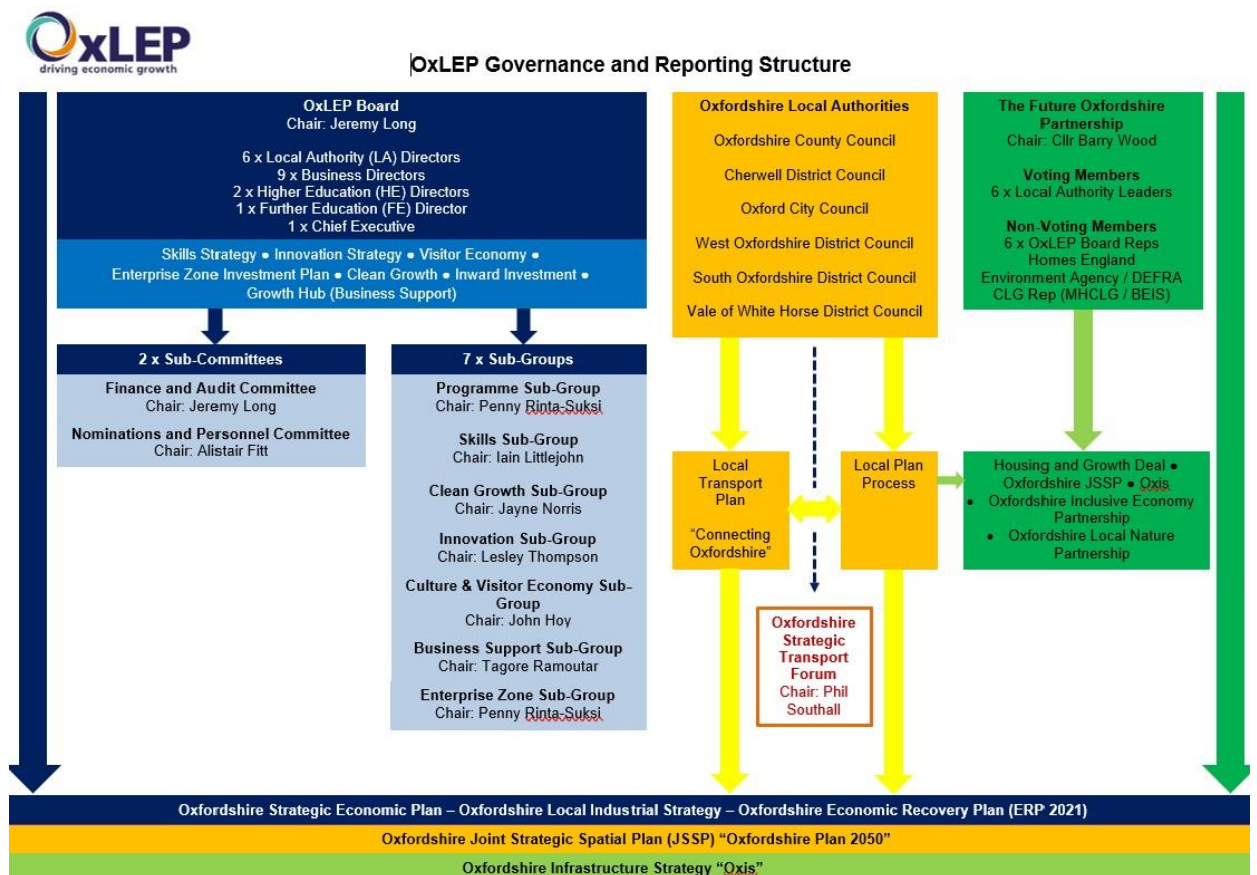 OxLEP
driving economic growth
OxLEP Governance and Reporting Structure
OxLEP Board
Chair: Jeremy Long
6 x Local Authority (LA) Directors
9 x Business Directors
2 x Higher Education (HE) Directors
1 x Further Education (FE) Director
1 x Chief Executive
Skills Strategy ● Innovation Strategy ● Visitor Economy ●
Enterprise Zone Investment Plan ● Clean Growth ● Inward Investment ●
Growth Hub (Business Support)
2 x Sub-Committees
Finance and Audit Committee
Chair: Jeremy Long
Nominations and Personnel Committee
Chair: Alistair Fitt
7 x Sub-Groups
Programme Sub-Group
Chair: Penny Rinta-Suksi
Skills Sub-Group
Chair: Iain Littlejohn
Clean Growth Sub-Group
Chair: Jayne Norris
Innovation Sub-Group
Chair: Lesley Thompson
Culture & Visitor Economy Sub-
Group
Chair: John Hoy
Business Support Sub-Group
Chair: Tagore Ramoutar
Enterprise Zone Sub-Group
Chair: Penny Rinta-Suksi
Oxfordshire Local Authorities
Oxfordshire County Council
Cherwell District Council
Oxford City Council
West Oxfordshire District Council
South Oxfordshire District Council
Vale of White Horse District Council
Local
Transport
Plan
“Connecting
Oxfordshire”
Local Plan
Process
Oxfordshire
Strategic
Transport
Forum
Chair: Phil
Southall
The Future Oxfordshire
Partnership
Chair: Cllr Barry Wood
Voting Members
6 x Local Authority Leaders
Non-Voting Members
6 x OxLEP Board Reps
Homes England
Environment Agency / DEFRA
CLG Rep (MHCLG / BEIS)
Housing and Growth Deal ●
Oxfordshire JSSP ● Oxis
● Oxfordshire Inclusive Economy
Partnership
● Oxfordshire Local Nature
Partnership
Oxfordshire Strategic Economic Plan – Oxfordshire Local Industrial Strategy – Oxfordshire Economic Recovery Plan (ERP 2021)
Oxfordshire Joint Strategic Spatial Plan (JSSP) “Oxfordshire Plan 2050”
Oxfordshire Infrastructure Strategy “Oxis”